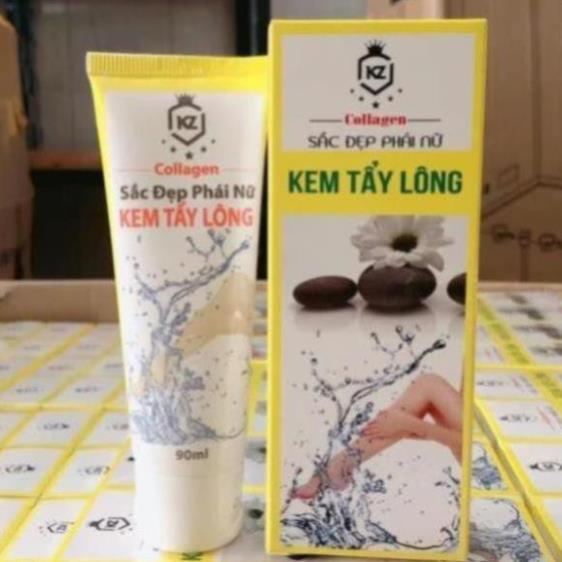 KZ
Collagen
Sắc Đẹp Phái Nữ
KEM TẨY LÔNG
90ml
KZ
Collagen
SẮC ĐẸP PHÁI NỮ
KEM TẨY LÔNG